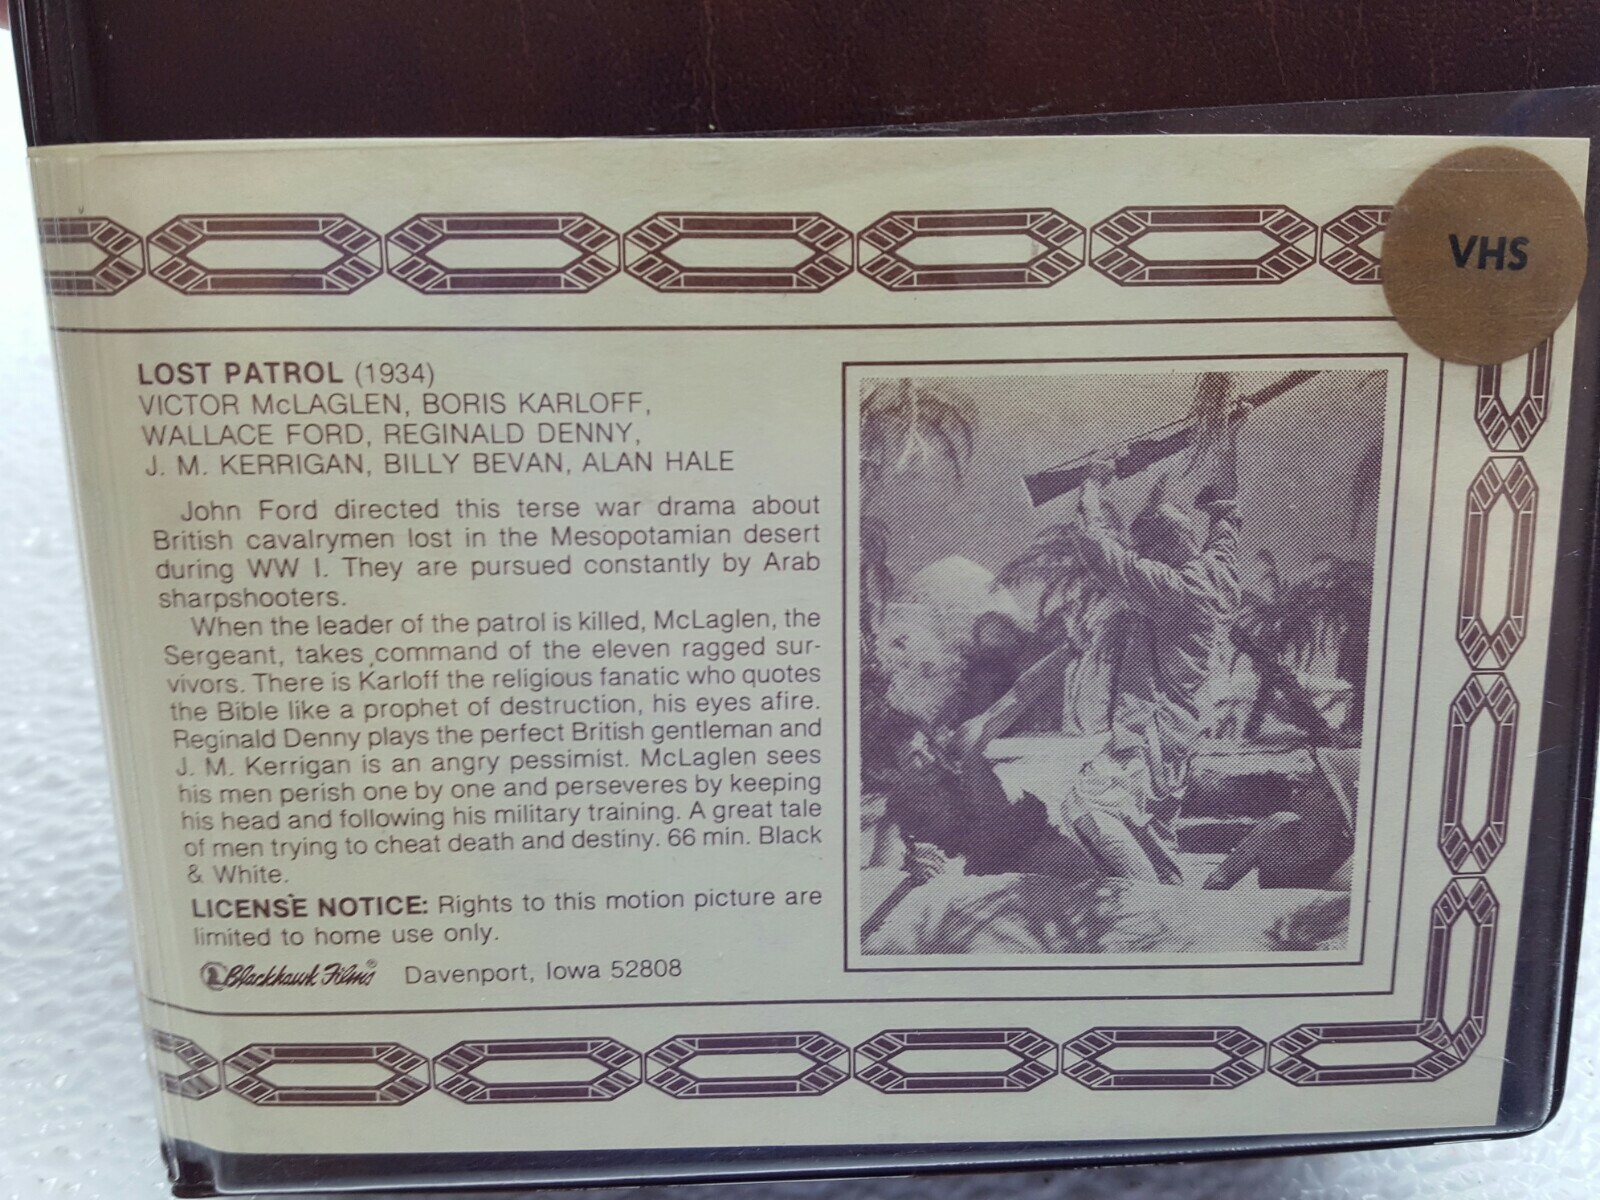 VHS
LOST PATROL (1934)
VICTOR McLAGLEN, BORIS KARLOFF,
WALLACE FORD, REGINALD DENNY,
J. M. KERRIGAN, BILLY BEVAN, ALAN HALE
John Ford directed this terse war drama about
British cavalrymen lost in the Mesopotamian desert
during WW I. They are pursued constantly by Arab
sharpshooters.
When the leader of the patrol is killed, McLaglen, the
Sergeant, takes command of the eleven ragged sur-
vivors. There is Karloff the religious fanatic who quotes
the Bible like a prophet of destruction, his eyes afire.
Reginald Denny plays the perfect British gentleman and
J. M. Kerrigan is an angry pessimist. McLaglen sees
his men perish one by one and perseveres by keeping
his head and following his military training. A great tale
of men trying to cheat death and destiny. 66 min. Black
& White.
LICENSE NOTICE: Rights to this motion picture are
limited to home use only.
Blackhawk Films® Davenport, Iowa 52808